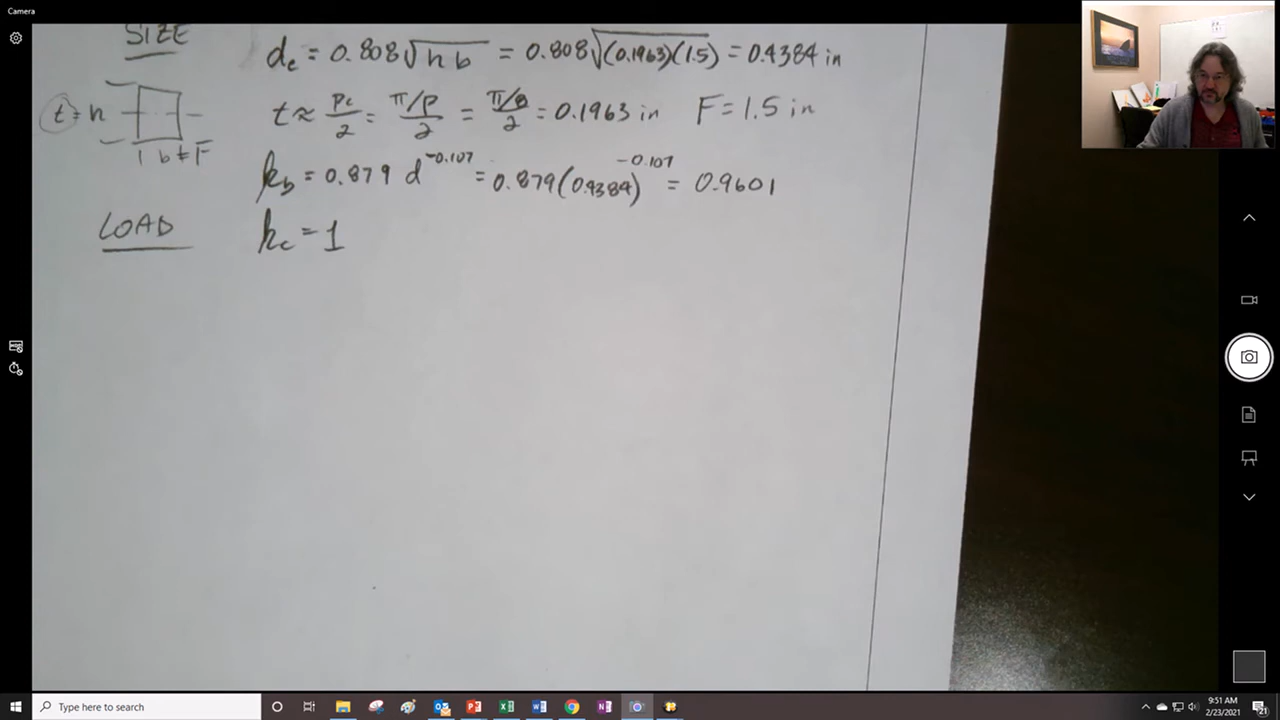 Camera
SIZE
d_e = 0.808√h b = 0.808√(0.1963)(1.5) = 0.4384 in
t = h
t ≈ Pc/2 = π/P/2 = π/8/2 = 0.1963 in F = 1.5 in
b = F
k_b = 0.879 d^-0.107 = 0.879(0.4384)^-0.107 = 0.9601
LOAD k_c = 1
Type here to search
9:51 AM
2/23/2021
21